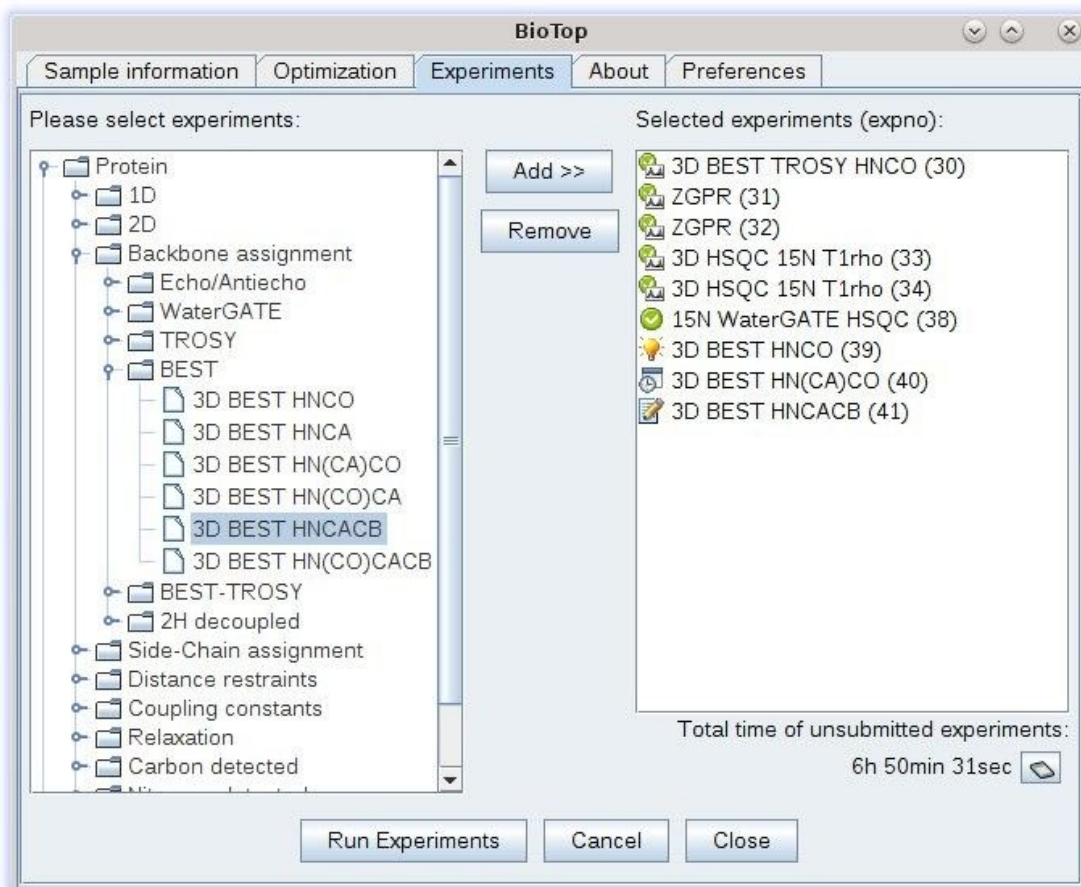 BioTop
Sample information Optimization Experiments About Preferences
Please select experiments:
Protein
1D
2D
Backbone assignment
Echo/Antiecho
WaterGATE
TROSY
BEST
3D BEST HNCO
3D BEST HNCA
3D BEST HN(CA)CO
3D BEST HN(CO)CA
3D BEST HNCACB
3D BEST HN(CO)CACB
BEST-TROSY
2H decoupled
Side-Chain assignment
Distance restraints
Coupling constants
Relaxation
Carbon detected
Add >>
Remove
Selected experiments (expno):
3D BEST TROSY HNCO (30)
ZGPR (31)
ZGPR (32)
3D HSQC 15N T1rho (33)
3D HSQC 15N T1rho (34)
15N WaterGATE HSQC (38)
3D BEST HNCO (39)
3D BEST HN(CA)CO (40)
3D BEST HNCACB (41)
Total time of unsubmitted experiments:
6h 50min 31sec
Run Experiments Cancel Close